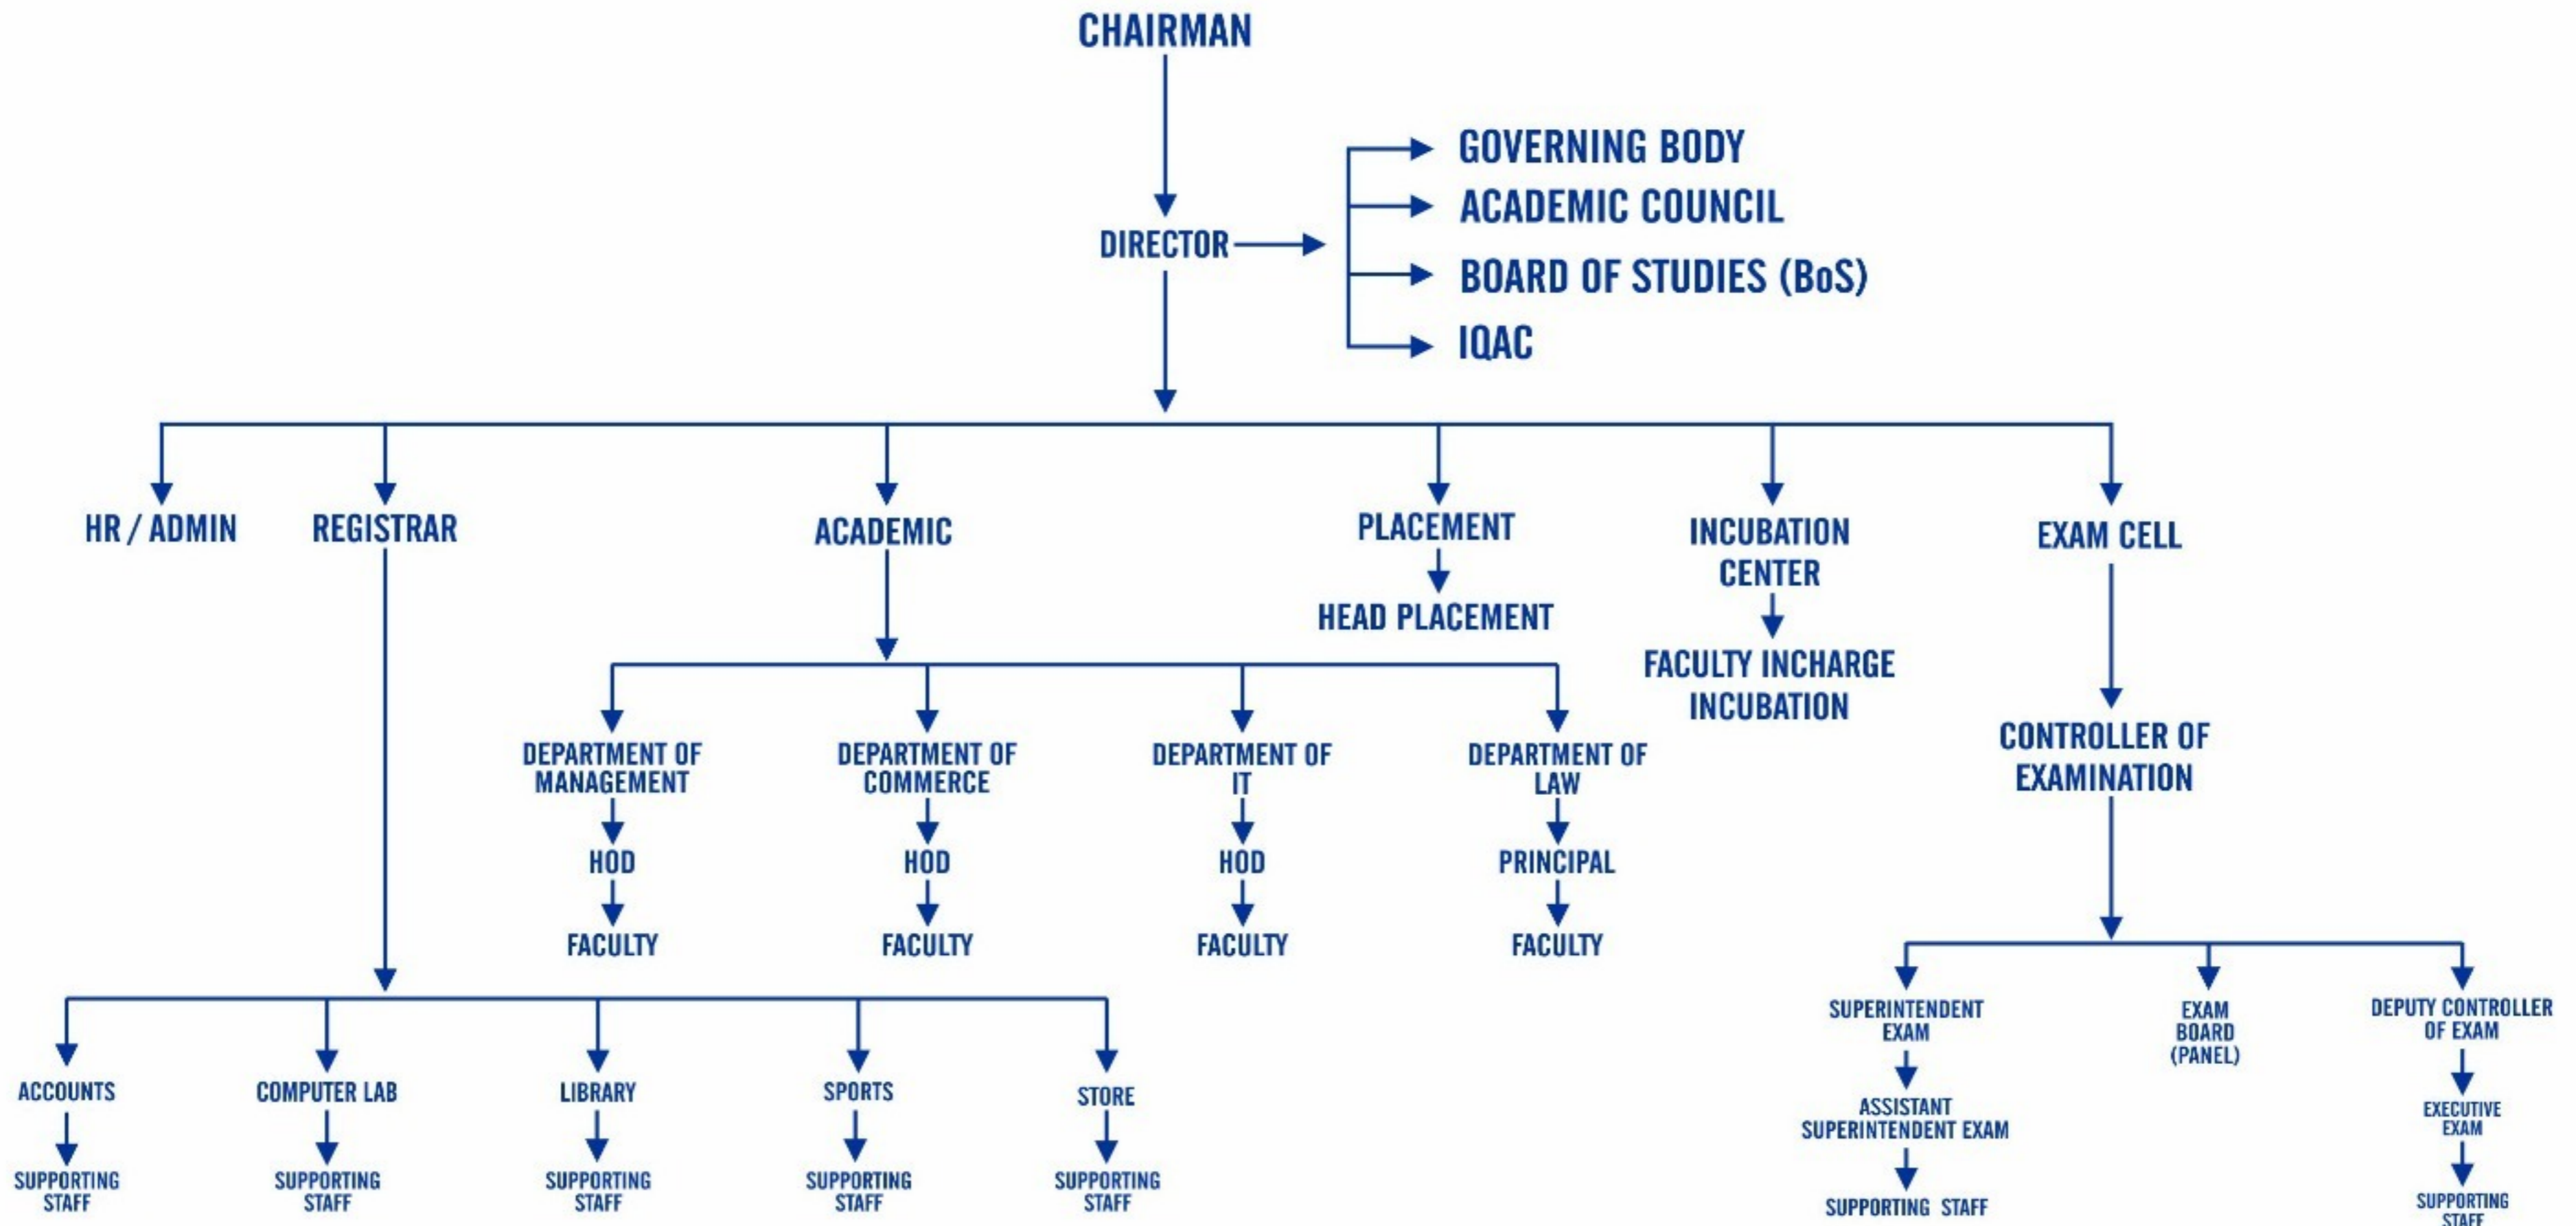 CHAIRMAN
GOVERNING BODY
ACADEMIC COUNCIL
DIRECTOR
BOARD OF STUDIES (BoS)
IQAC
HR / ADMIN
REGISTRAR
ACADEMIC
PLACEMENT
HEAD PLACEMENT
INCUBATION
CENTER
FACULTY INCHARGE
INCUBATION
EXAM CELL
CONTROLLER OF
EXAMINATION
DEPARTMENT OF
MANAGEMENT
HOD
FACULTY
DEPARTMENT OF
COMMERCE
HOD
FACULTY
DEPARTMENT OF
IT
HOD
FACULTY
DEPARTMENT OF
LAW
PRINCIPAL
FACULTY
ACCOUNTS
SUPPORTING
STAFF
COMPUTER LAB
SUPPORTING
STAFF
LIBRARY
SUPPORTING
STAFF
SPORTS
SUPPORTING
STAFF
STORE
SUPPORTING
STAFF
SUPERINTENDENT
EXAM
ASSISTANT
SUPERINTENDENT EXAM
SUPPORTING STAFF
EXAM
BOARD
(PANEL)
DEPUTY CONTROLLER
OF EXAM
EXECUTIVE
EXAM
SUPPORTING
STAFF